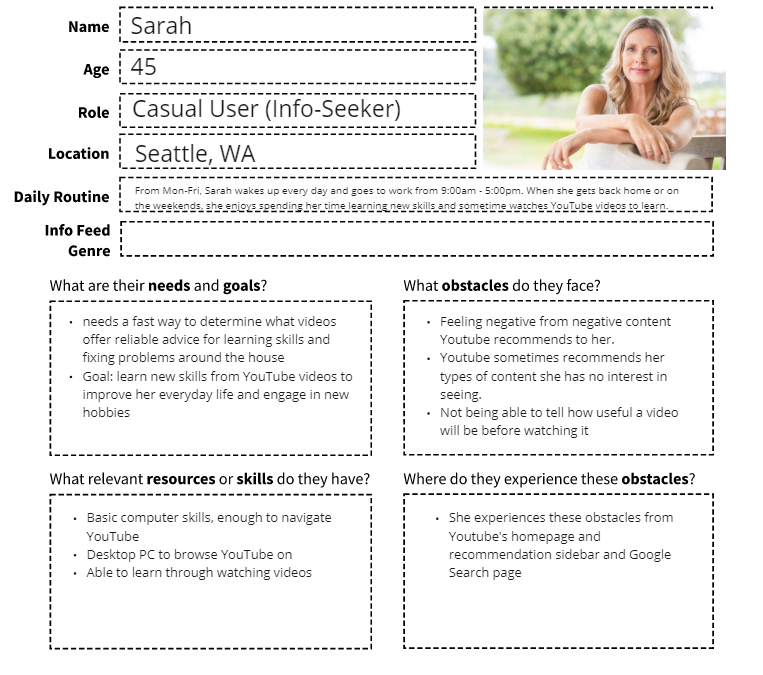 Name
Sarah
Age
45
Role
Casual User (Info-Seeker)
Location
Seattle, WA
Daily Routine
From Mon-Fri, Sarah wakes up every day and goes to work from 9:00am - 5:00pm. When she gets back home or on
the weekends, she enjoys spending her time learning new skills and sometime watches YouTube videos to learn.
Info Feed
Genre
What are their needs and goals?
• needs a fast way to determine what videos
offer reliable advice for learning skills and
fixing problems around the house
• Goal: learn new skills from YouTube videos to
improve her everyday life and engage in new
hobbies
What obstacles do they face?
• Feeling negative from negative content
Youtube recommends to her.
• Youtube sometimes recommends her
types of content she has no interest in
seeing.
• Not being able to tell how useful a video
will be before watching it
What relevant resources or skills do they have?
• Basic computer skills, enough to navigate
YouTube
• Desktop PC to browse YouTube on
• Able to learn through watching videos
Where do they experience these obstacles?
• She experiences these obstacles from
Youtube's homepage and
recommendation sidebar and Google
Search page